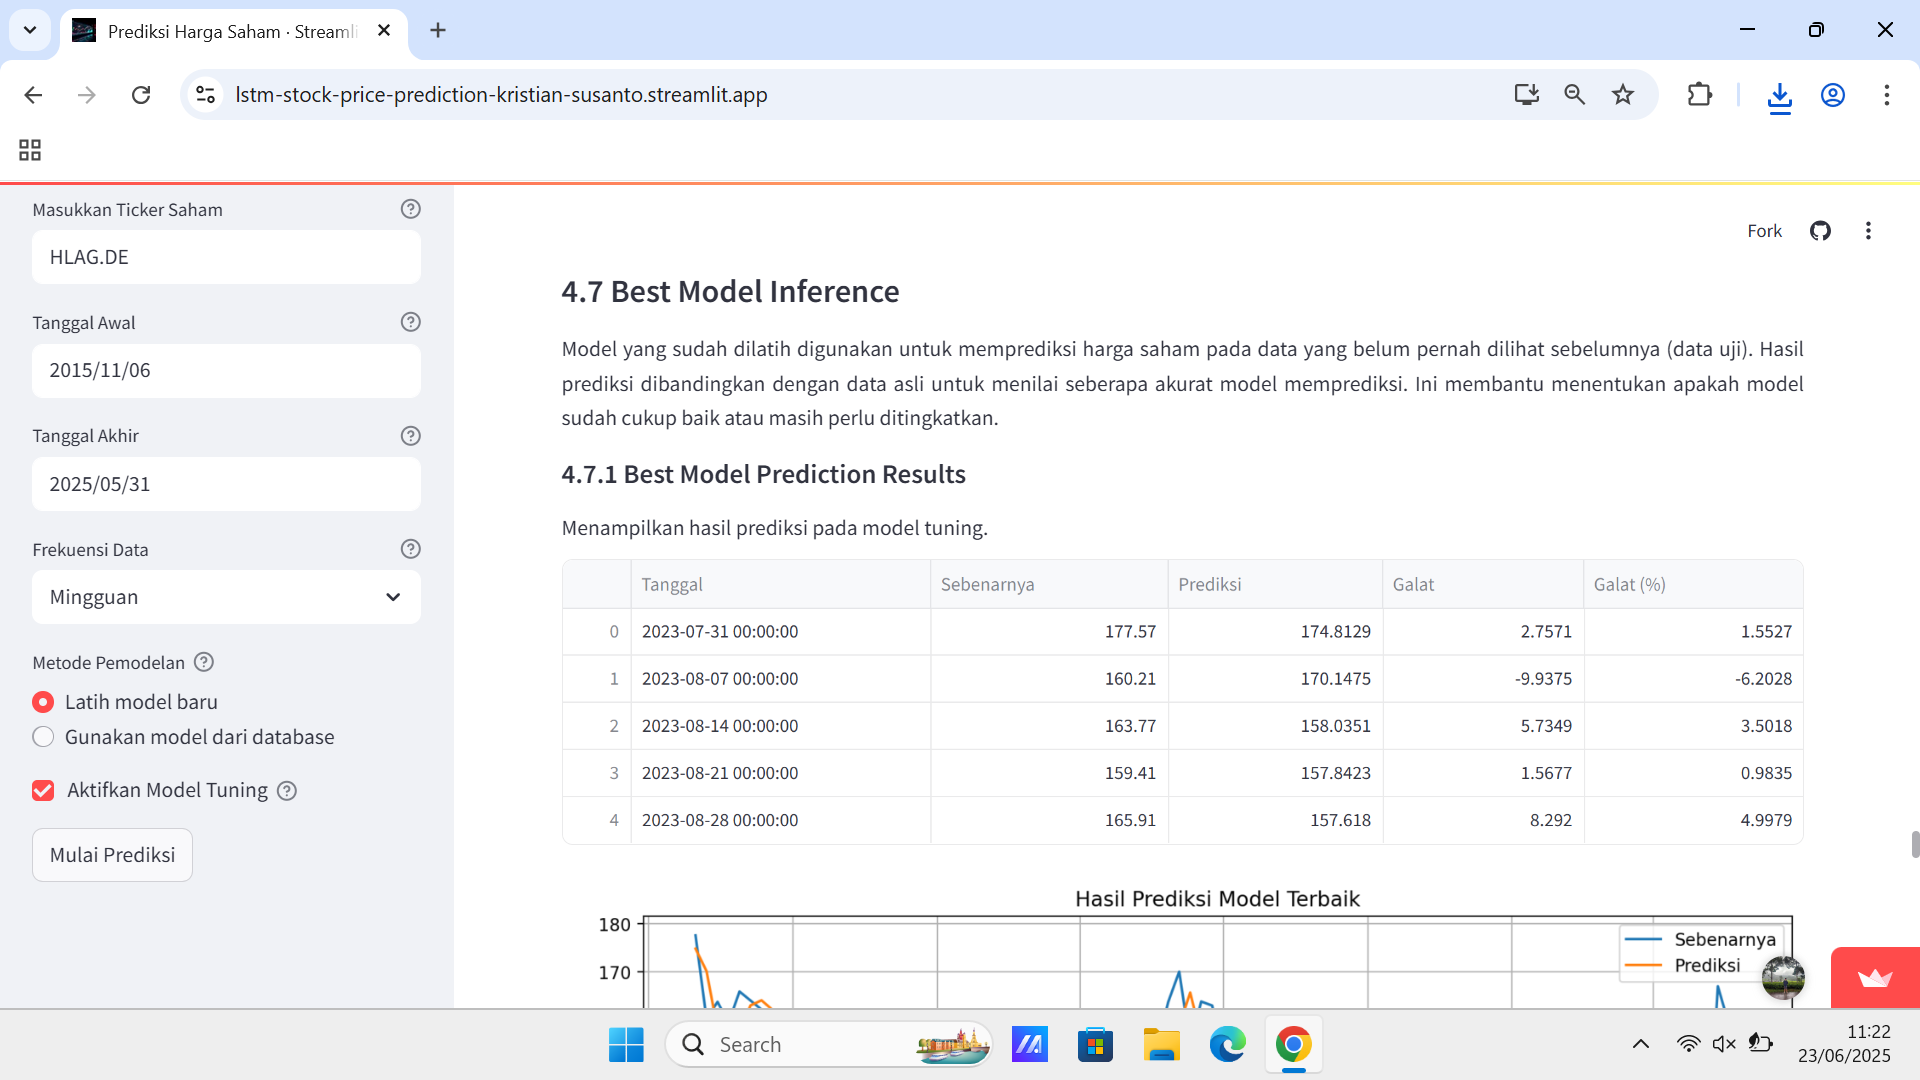 Prediksi Harga Saham · Streamli
lstm-stock-price-prediction-kristian-susanto.streamlit.app
Masukkan Ticker Saham
HLAG.DE
Tanggal Awal
2015/11/06
Tanggal Akhir
2025/05/31
Frekuensi Data
Mingguan
Metode Pemodelan
Latih model baru
Gunakan model dari database
Aktifkan Model Tuning
Mulai Prediksi
Fork
4.7 Best Model Inference
Model yang sudah dilatih digunakan untuk memprediksi harga saham pada data yang belum pernah dilihat sebelumnya (data uji). Hasil
prediksi dibandingkan dengan data asli untuk menilai seberapa akurat model memprediksi. Ini membantu menentukan apakah model
sudah cukup baik atau masih perlu ditingkatkan.
4.7.1 Best Model Prediction Results
Menampilkan hasil prediksi pada model tuning.
Tanggal Sebenarnya Prediksi Galat Galat (%)
0 2023-07-31 00:00:00 177.57 174.8129 2.7571 1.5527
1 2023-08-07 00:00:00 160.21 170.1475 -9.9375 -6.2028
2 2023-08-14 00:00:00 163.77 158.0351 5.7349 3.5018
3 2023-08-21 00:00:00 159.41 157.8423 1.5677 0.9835
4 2023-08-28 00:00:00 165.91 157.618 8.292 4.9979
Hasil Prediksi Model Terbaik
180
170
Sebenarnya
Prediksi
Search
11:22
23/06/2025